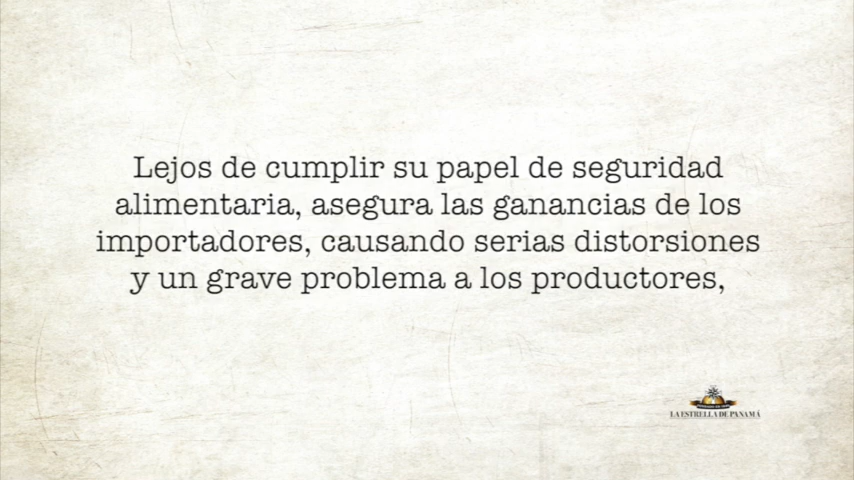 Lejos de cumplir su papel de seguridad
alimentaria, asegura las ganancias de los
importadores, causando serias distorsiones
y un grave problema a los productores,
LA ESTRELLA DE PANAMÁ